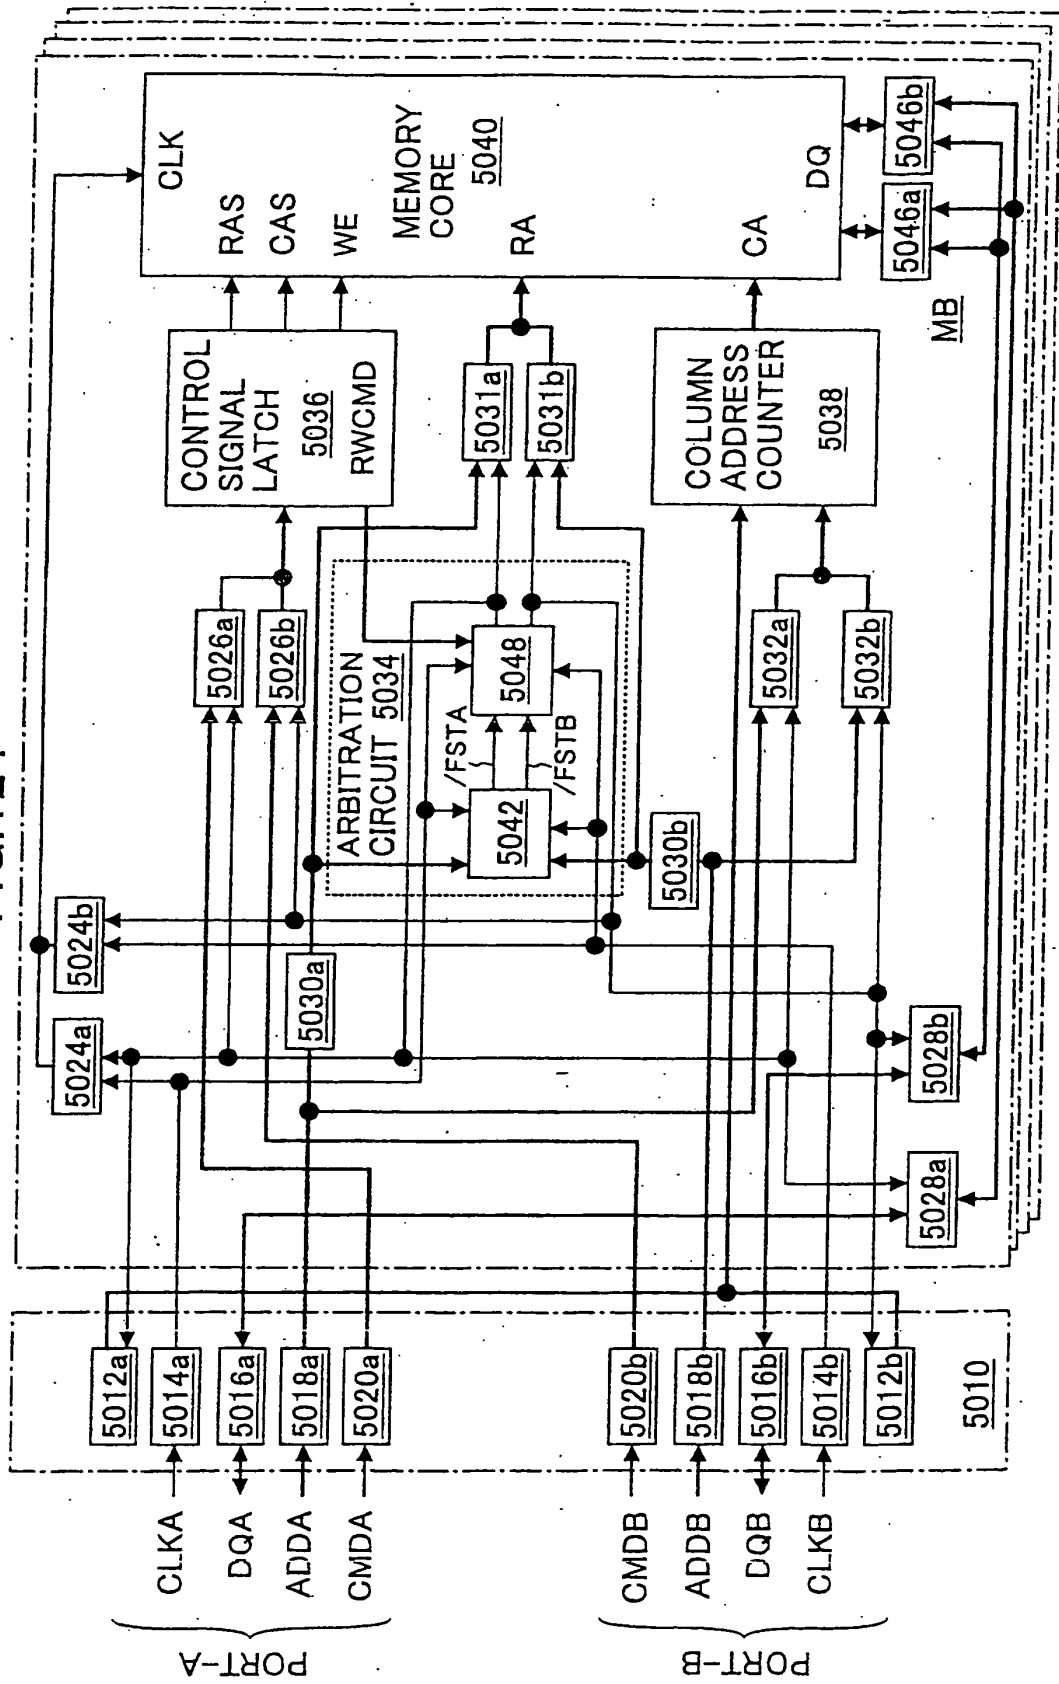 PORT-A
CLKA
DQA
ADDA
CMDA
PORT-B
CMDB
ADDB
DQB
CLKB
5012a
5014a
5016a
5018a
5020a
5020b
5018b
5016b
5014b
5012b
5010
5024a
5024b
5030a
5030b
5028a
5028b
ARBITRATION
CIRCUIT 5034
5042
/FSTA
/FSTB
5048
5026a
5026b
5032a
5032b
CONTROL
SIGNAL
LATCH
5036
RWCMD
5031a
5031b
COLUMN
ADDRESS
COUNTER
5038
CLK
RAS
CAS
WE
MEMORY
CORE
5040
RA
CA
DQ
5046a
5046b
MB